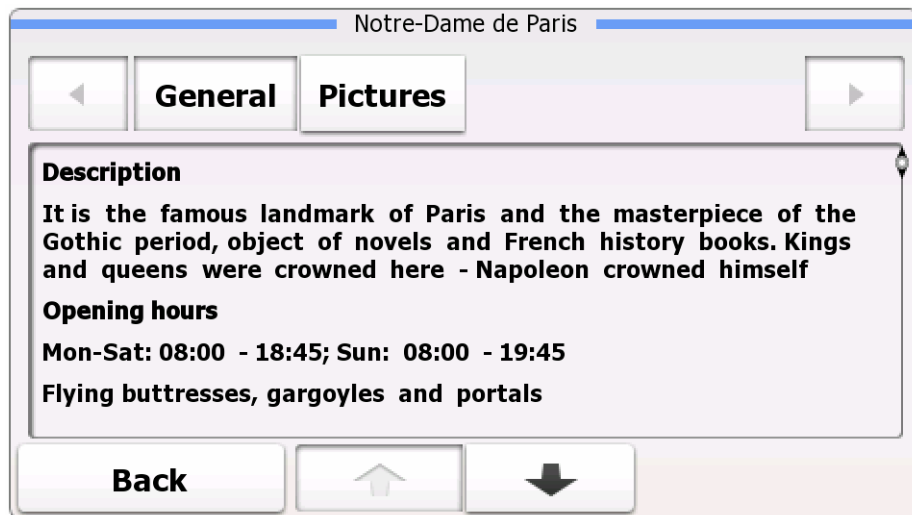 Notre-Dame de Paris
General
Pictures
Description
It is the famous landmark of Paris and the masterpiece of the
Gothic period, object of novels and French history books. Kings
and queens were crowned here - Napoleon crowned himself
Opening hours
Mon-Sat: 08:00 - 18:45; Sun: 08:00 - 19:45
Flying buttresses, gargoyles and portals
Back